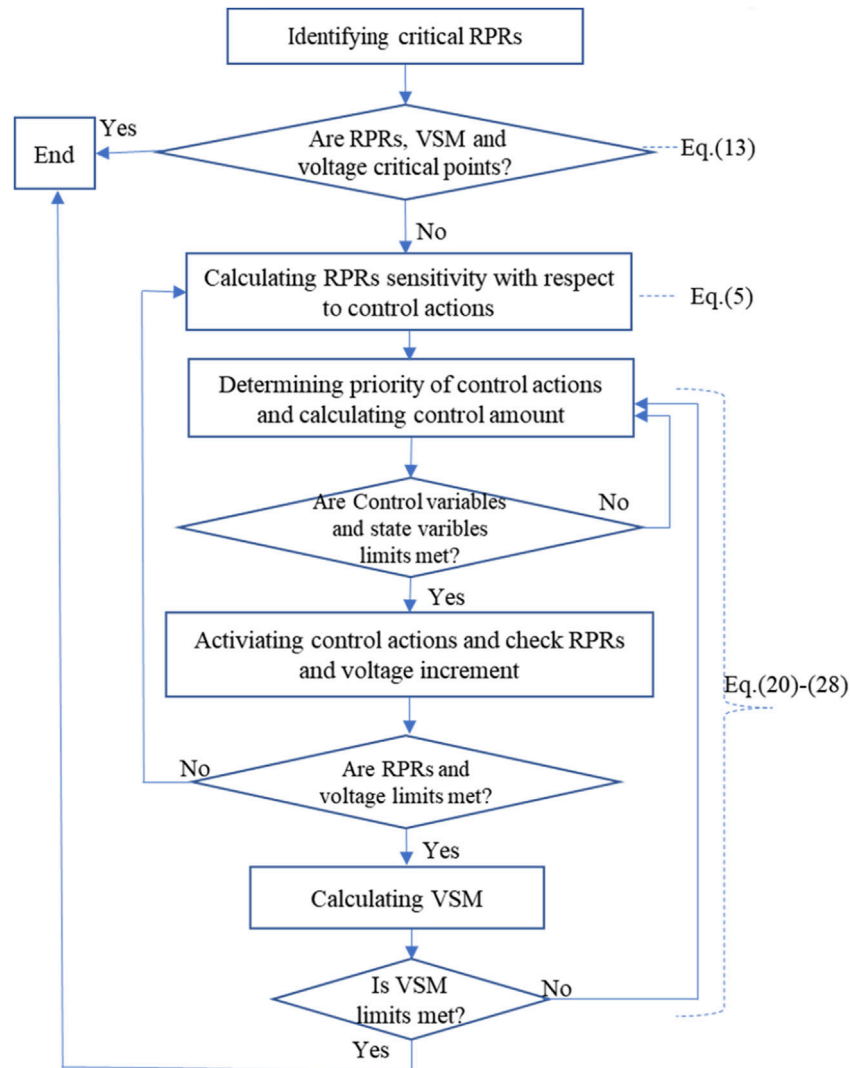 Identifying critical RPRs
Yes
End
Are RPRs, VSM and
voltage critical points?
Eq.(13)
No
Calculating RPRs sensitivity with respect
to control actions
Eq.(5)
Determining priority of control actions
and calculating control amount
Are Control variables
and state varibles
limits met?
No
Yes
Activiating control actions and check RPRs
and voltage increment
Eq.(20)-(28)
No
Are RPRs and
voltage limits met?
Yes
Calculating VSM
Is VSM
limits met?
No
Yes